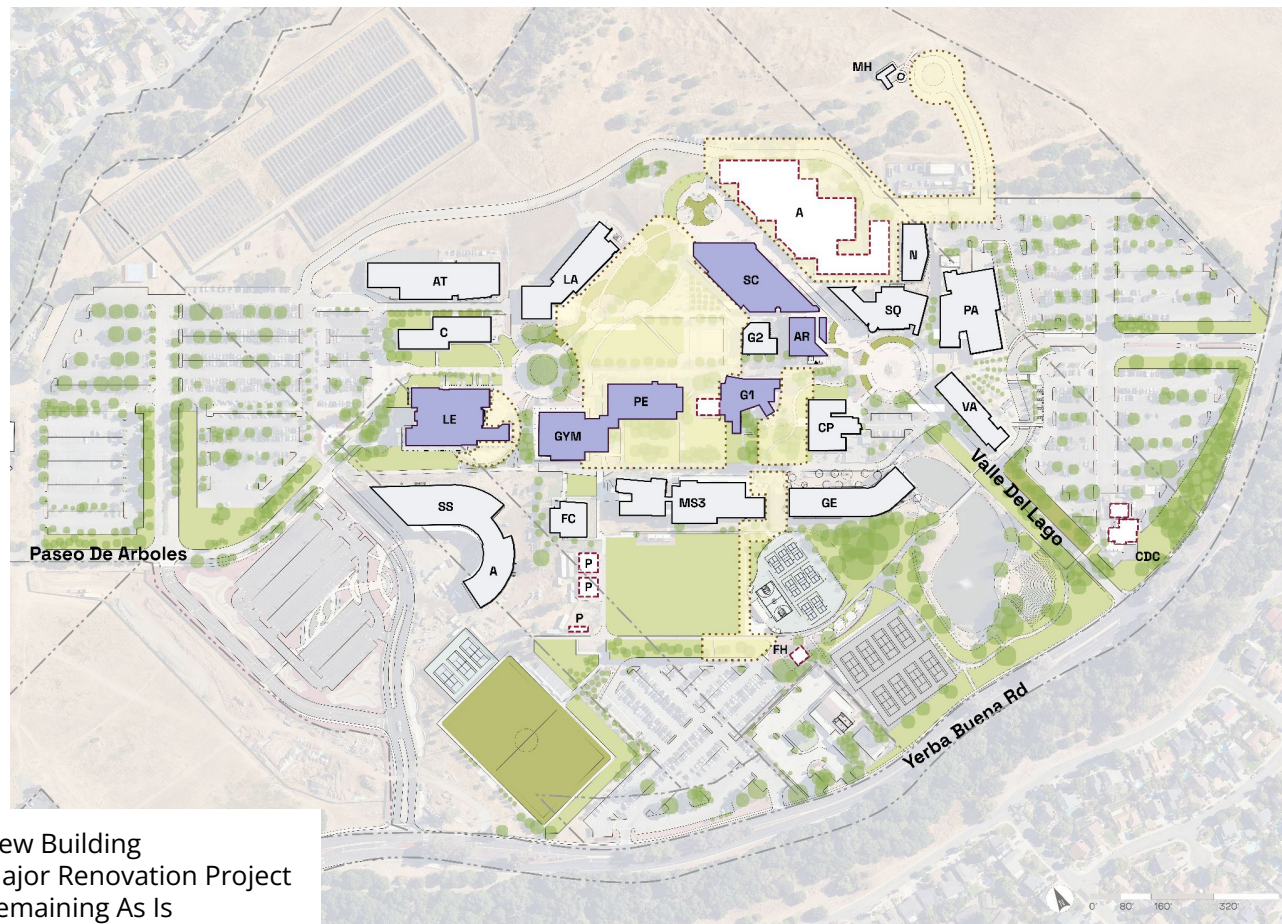 MH
A
N
LA
AT
SC
SQ
PA
C
G2
AR
LE
PE
G1
GYM
CP
VA
Valle Del Lago
SS
MS3
GE
FC
Paseo De Arboles
A
P
P
CDC
P
FH
Yerba Buena Rd
ew Building
ajor Renovation Project
emaining As Is
0' 80' 160' 320'